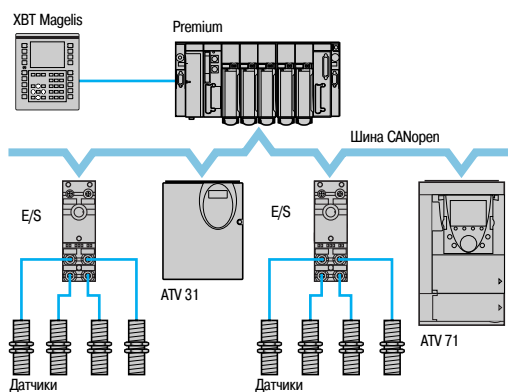 XBT Magelis
Premium
Шина CANopen
E/S
E/S
ATV 31
ATV 71
Датчики
Датчики